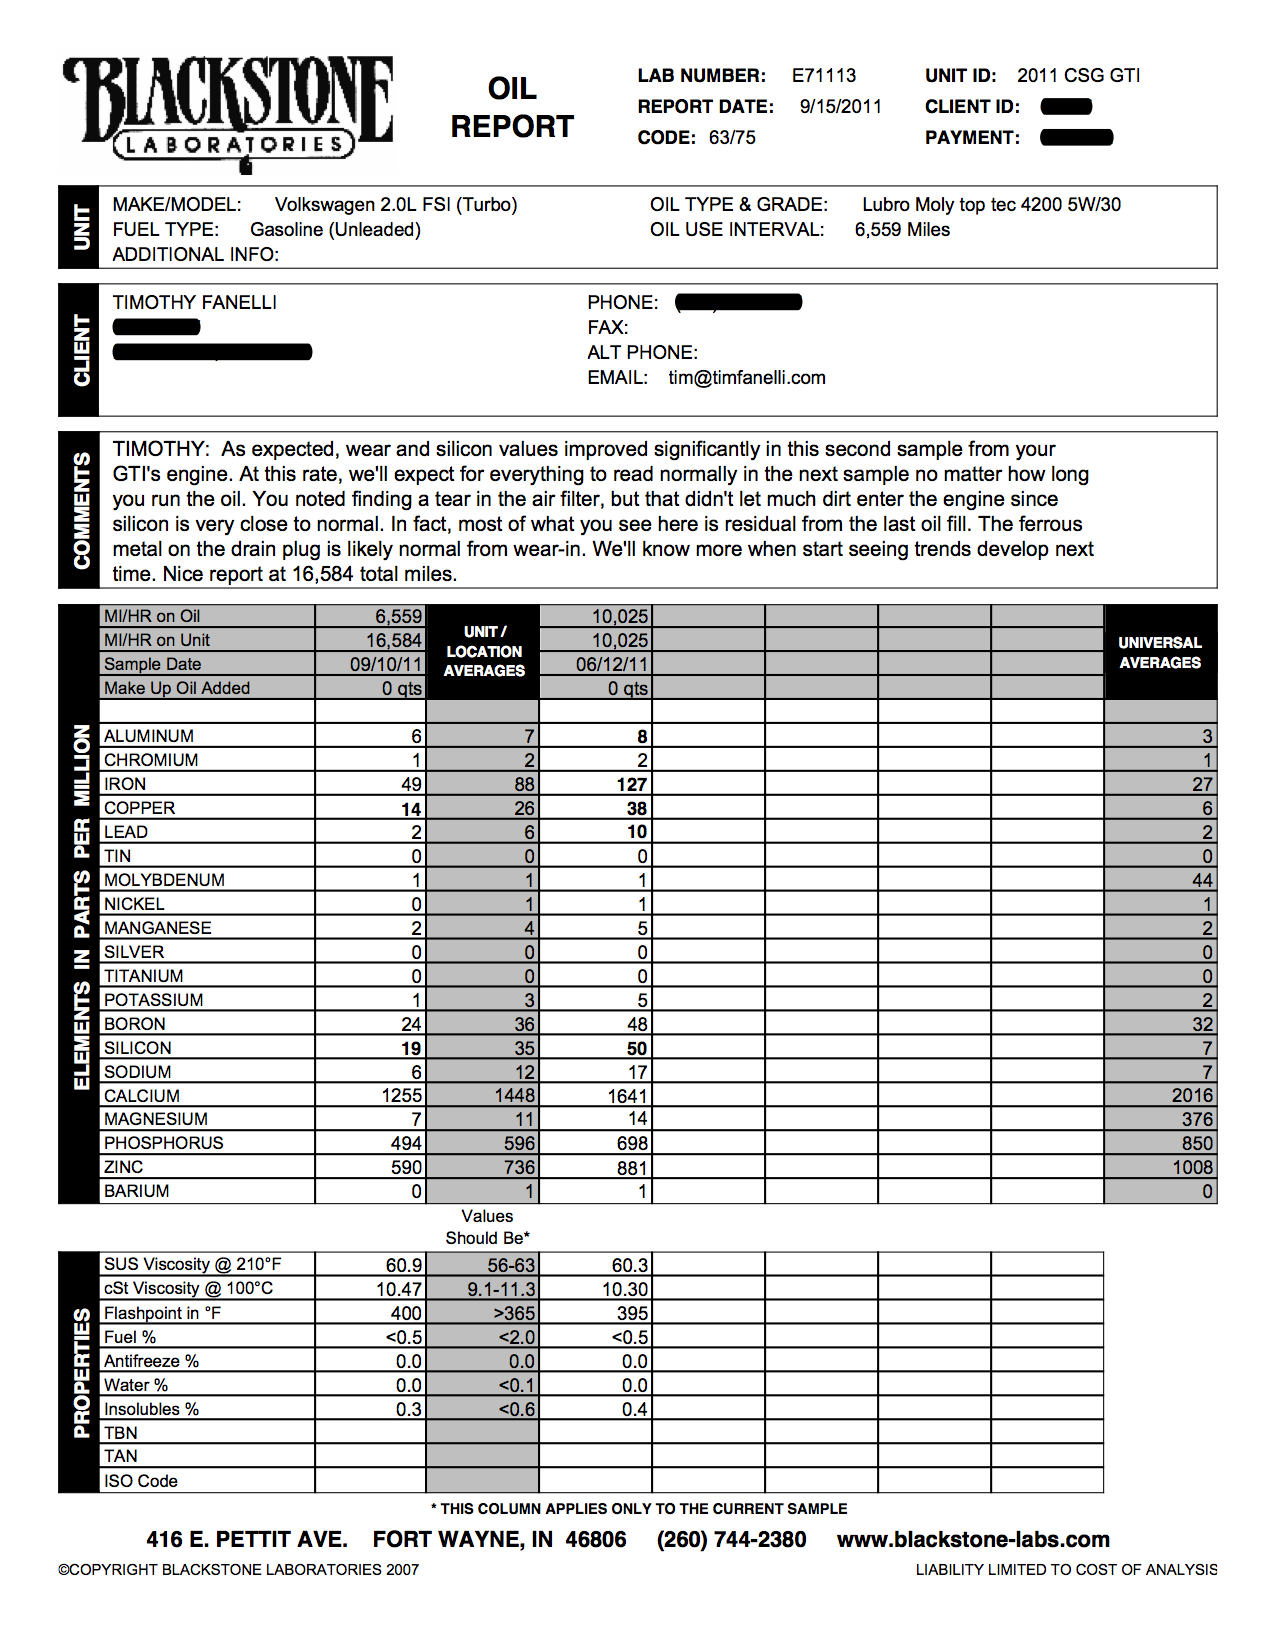 BLACKSTONE
LABORATORIES
OIL
REPORT
LAB NUMBER: E71113
REPORT DATE: 9/15/2011
CODE: 63/75
UNIT ID: 2011 CSG GTI
CLIENT ID:
PAYMENT:
UNIT
MAKE/MODEL: Volkswagen 2.0L FSI (Turbo)
FUEL TYPE: Gasoline (Unleaded)
ADDITIONAL INFO:
OIL TYPE & GRADE: Lubro Moly top tec 4200 5W/30
OIL USE INTERVAL: 6,559 Miles
CLIENT
TIMOTHY FANELLI
PHONE:
FAX:
ALT PHONE:
EMAIL: tim@timfanelli.com
COMMENTS
TIMOTHY: As expected, wear and silicon values improved significantly in this second sample from your
GTI's engine. At this rate, we'll expect for everything to read normally in the next sample no matter how long
you run the oil. You noted finding a tear in the air filter, but that didn't let much dirt enter the engine since
silicon is very close to normal. In fact, most of what you see here is residual from the last oil fill. The ferrous
metal on the drain plug is likely normal from wear-in. We'll know more when start seeing trends develop next
time. Nice report at 16,584 total miles.
MI/HR on Oil 6,559 10,025
MI/HR on Unit 16,584 10,025
Sample Date 09/10/11 06/12/11
Make Up Oil Added 0 qts 0 qts
UNIT /
LOCATION
AVERAGES
UNIVERSAL
AVERAGES
ELEMENTS IN PARTS PER MILLION
ALUMINUM 6 7 8 3
CHROMIUM 1 2 2 1
IRON 49 88 127 27
COPPER 14 26 38 6
LEAD 2 6 10 2
TIN 0 0 0 0
MOLYBDENUM 1 1 1 44
NICKEL 0 1 1 1
MANGANESE 2 4 5 2
SILVER 0 0 0 0
TITANIUM 0 0 0 0
POTASSIUM 1 3 5 2
BORON 24 36 48 32
SILICON 19 35 50 7
SODIUM 6 12 17 7
CALCIUM 1255 1448 1641 2016
MAGNESIUM 7 11 14 376
PHOSPHORUS 494 596 698 850
ZINC 590 736 881 1008
BARIUM 0 1 1 0
Values
Should Be*
PROPERTIES
SUS Viscosity @ 210°F 60.9 56-63 60.3
cSt Viscosity @ 100°C 10.47 9.1-11.3 10.30
Flashpoint in °F 400 >365 395
Fuel % <0.5 <2.0 <0.5
Antifreeze % 0.0 0.0 0.0
Water % 0.0 <0.1 0.0
Insolubles % 0.3 <0.6 0.4
TBN
TAN
ISO Code
* THIS COLUMN APPLIES ONLY TO THE CURRENT SAMPLE
416 E. PETTIT AVE. FORT WAYNE, IN 46806 (260) 744-2380 www.blackstone-labs.com
©COPYRIGHT BLACKSTONE LABORATORIES 2007
LIABILITY LIMITED TO COST OF ANALYSIS